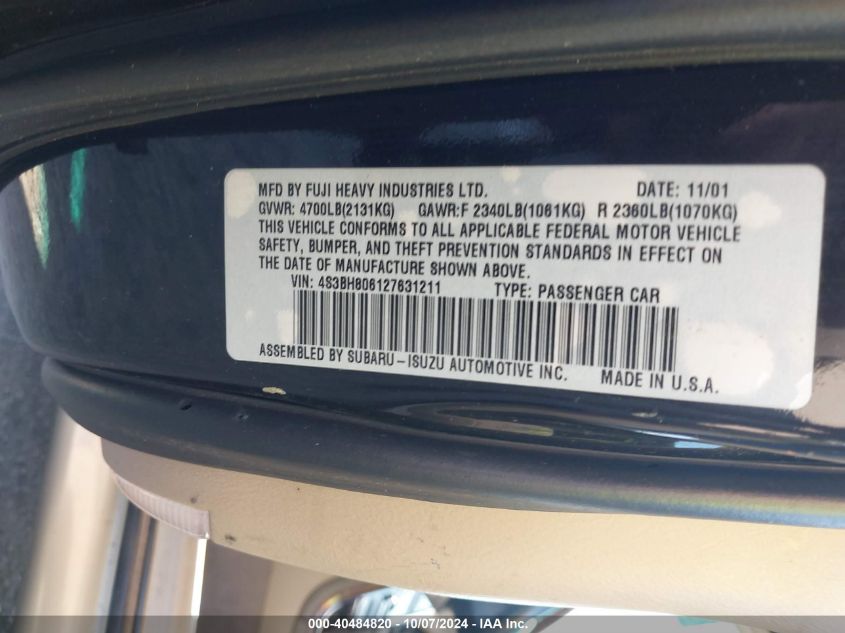 MFD BY FUJI HEAVY INDUSTRIES LTD. DATE: 11/01
GVWR: 4700LB(2131KG) GAWR:F 2340LB(1061KG) R 2360LB(1070KG)
THIS VEHICLE CONFORMS TO ALL APPLICABLE FEDERAL MOTOR VEHICLE
SAFETY, BUMPER, AND THEFT PREVENTION STANDARDS IN EFFECT ON
THE DATE OF MANUFACTURE SHOWN ABOVE.
VIN: 4S3BH806127631211 TYPE: PASSENGER CAR
ASSEMBLED BY SUBARU-ISUZU AUTOMOTIVE INC. MADE IN U.S.A.
000-40484820 - 10/07/2024 - IAA Inc.